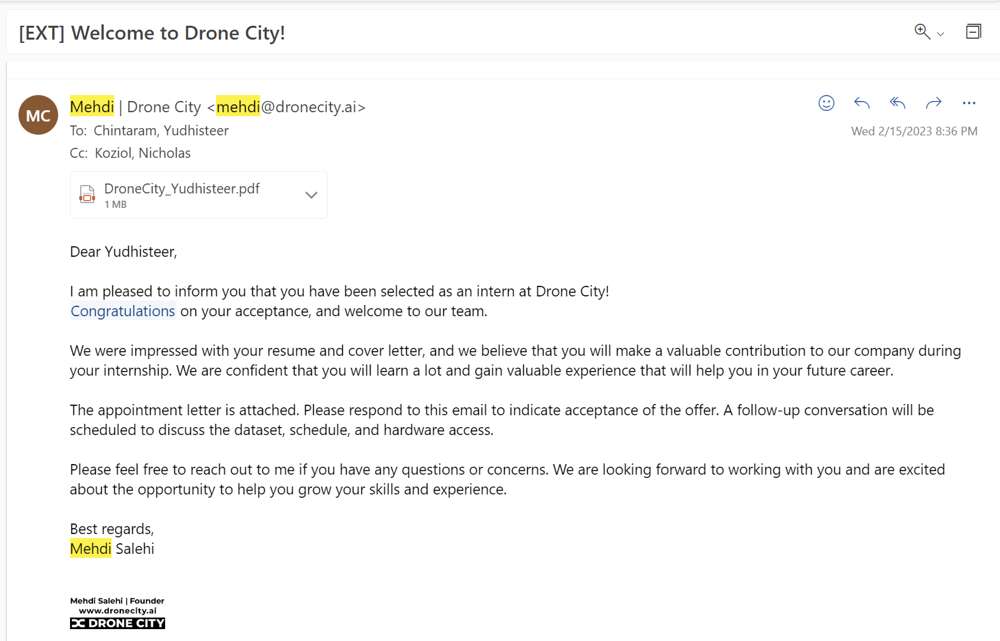 [EXT] Welcome to Drone City!
MC
Mehdi | Drone City <mehdi@dronecity.ai>
To: Chintaram, Yudhisteer
Wed 2/15/2023 8:36 PM
Cc: Koziol, Nicholas
DroneCity_Yudhisteer.pdf
1 MB
Dear Yudhisteer,
I am pleased to inform you that you have been selected as an intern at Drone City!
Congratulations on your acceptance, and welcome to our team.
We were impressed with your resume and cover letter, and we believe that you will make a valuable contribution to our company during
your internship. We are confident that you will learn a lot and gain valuable experience that will help you in your future career.
The appointment letter is attached. Please respond to this email to indicate acceptance of the offer. A follow-up conversation will be
scheduled to discuss the dataset, schedule, and hardware access.
Please feel free to reach out to me if you have any questions or concerns. We are looking forward to working with you and are excited
about the opportunity to help you grow your skills and experience.
Best regards,
Mehdi Salehi
Mehdi Salehi | Founder
www.dronecity.ai
DC DRONE CITY